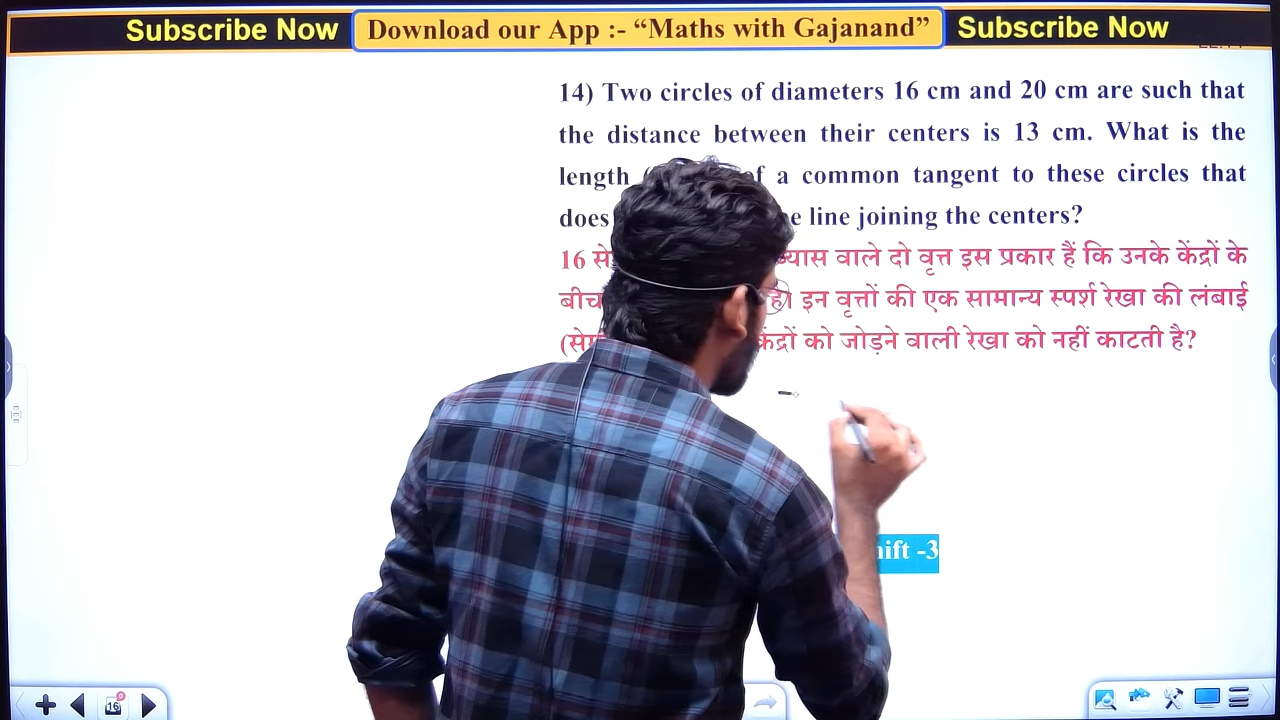 Subscribe Now Download our App :- “Maths with Gajanand” Subscribe Now
14) Two circles of diameters 16 cm and 20 cm are such that
the distance between their centers is 13 cm. What is the
length of a common tangent to these circles that
does line joining the centers?
16 व्यास वाले दो वृत्त इस प्रकार हैं कि उनके केंद्रों के
बीच है। इन वृत्तों की एक सामान्य स्पर्श रेखा की लंबाई
केंद्रों को जोड़ने वाली रेखा को नहीं काटती है?
-3
16